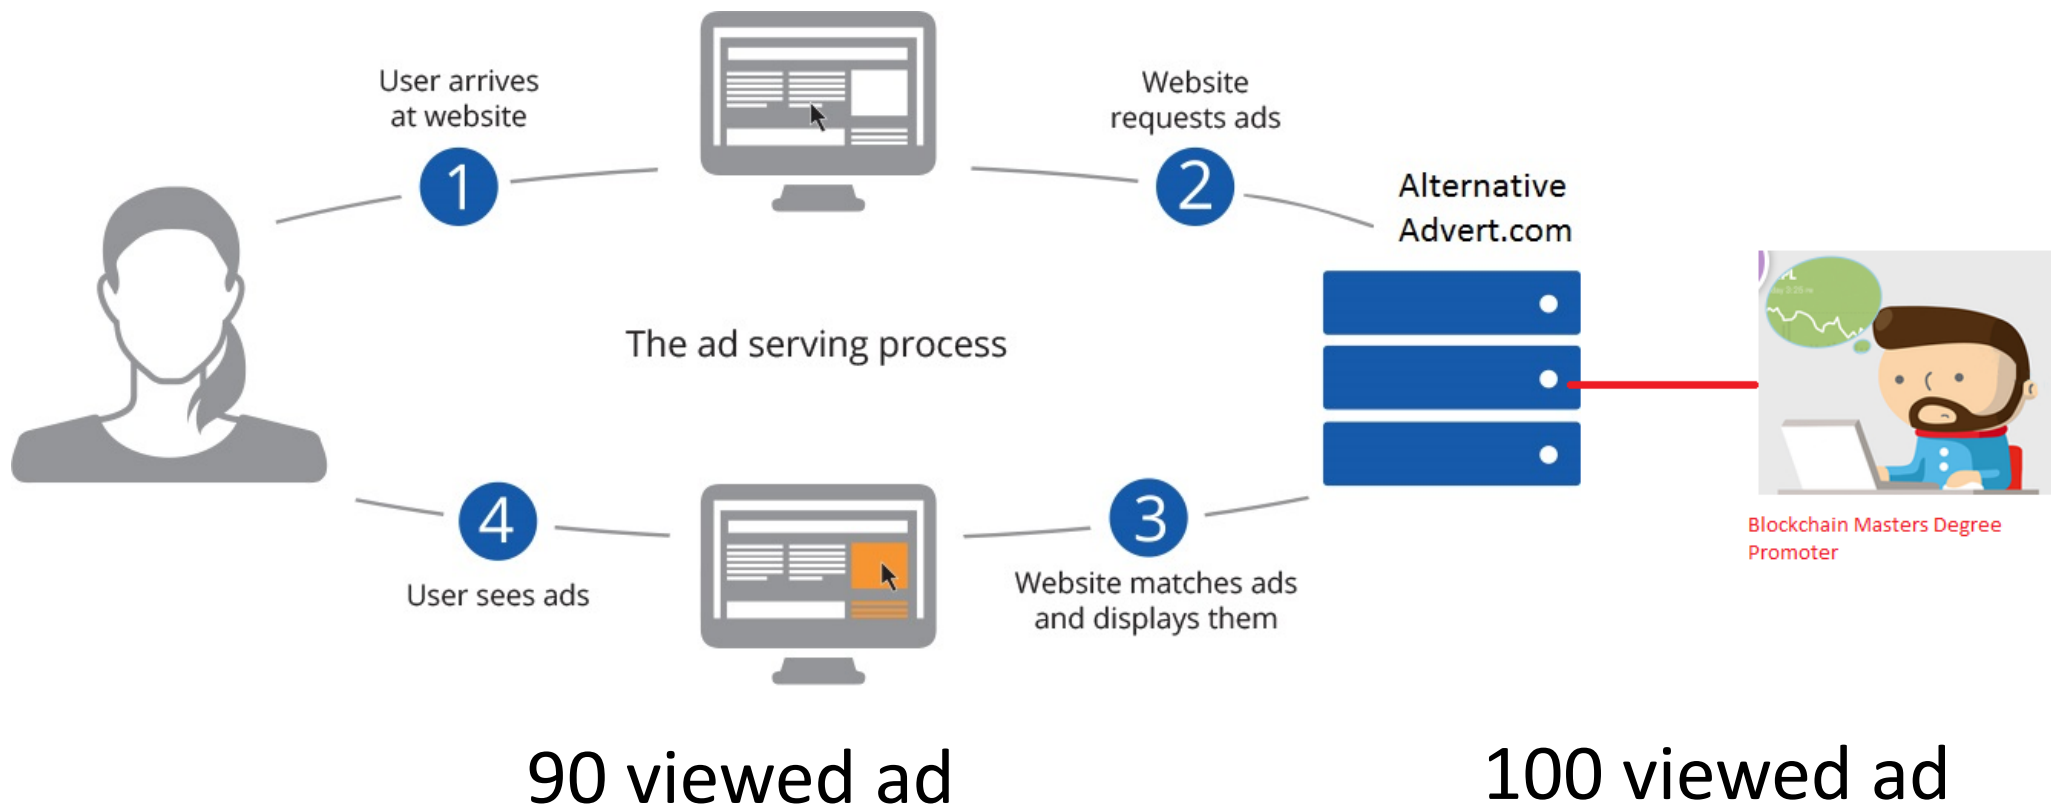 User arrives
at website
1
Website
requests ads
2
Alternative
Advert.com
The ad serving process
4
User sees ads
3
Website matches ads
and displays them
Blockchain Masters Degree
Promoter
90 viewed ad
100 viewed ad